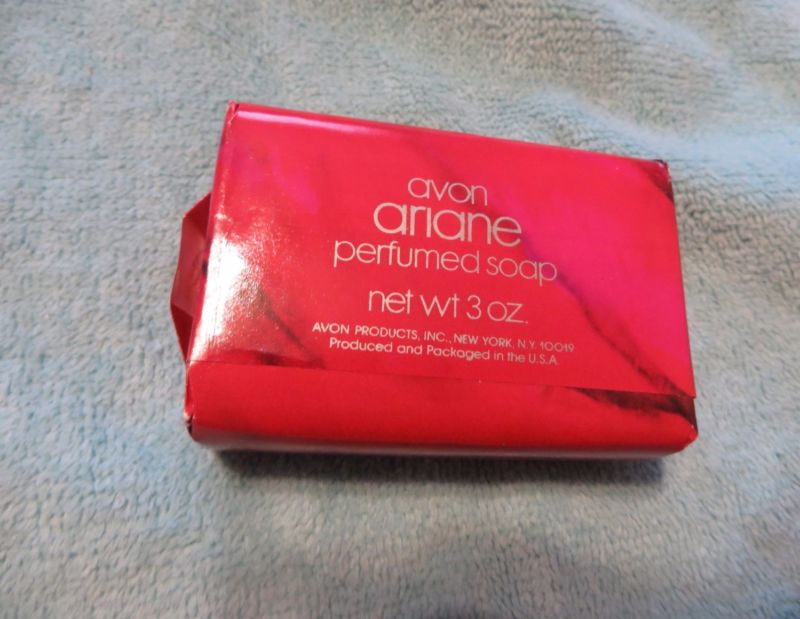 avon
ariane
perfumed soap
net wt 3 oz.
AVON PRODUCTS, INC., NEW YORK, N.Y. 10019
Produced and Packaged in the U.S.A.